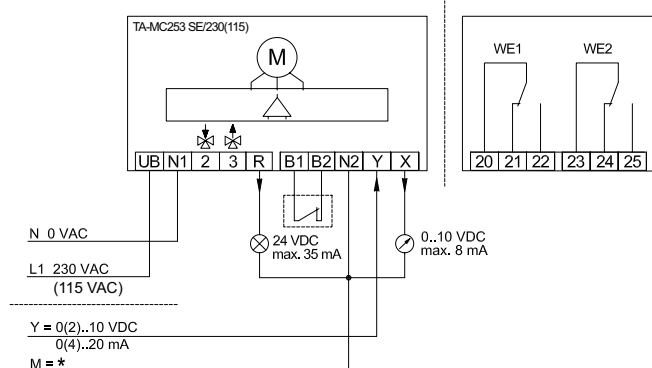 TA-MC253 SE/230(115)
M
UB N1 2 3 R B1 B2 N2 Y X
WE1 WE2
20 21 22 23 24 25
N 0 VAC
L1 230 VAC
(115 VAC)
24 VDC
max. 35 mA
0..10 VDC
max. 8 mA
Y = 0(2)..10 VDC
0(4)..20 mA
M = *